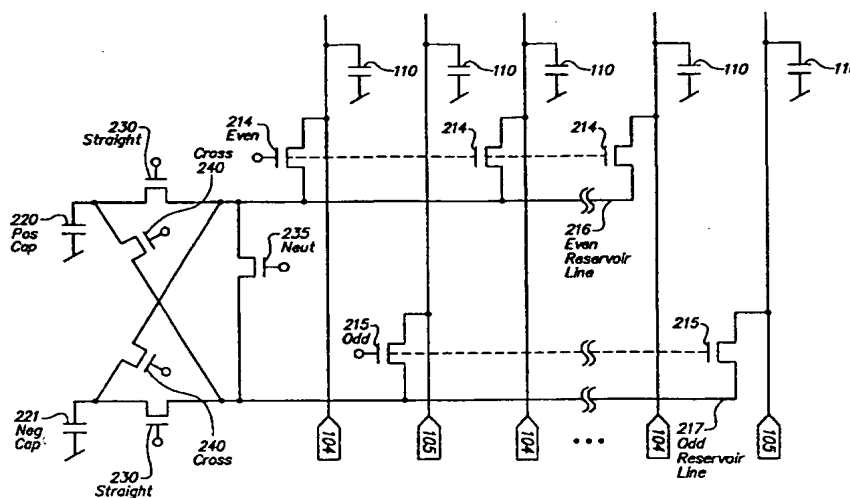 110
110
110
110
11
230
Straight
214
Even
214
214
Cross
240
220
Pos
Cap
235
Neut
216
Even
Reservoir
Line
215
Odd
215
221
Neg
Cap
240
Cross
230
Straight
104
105
104
...
104
217
Odd
Reservoir
Line
105